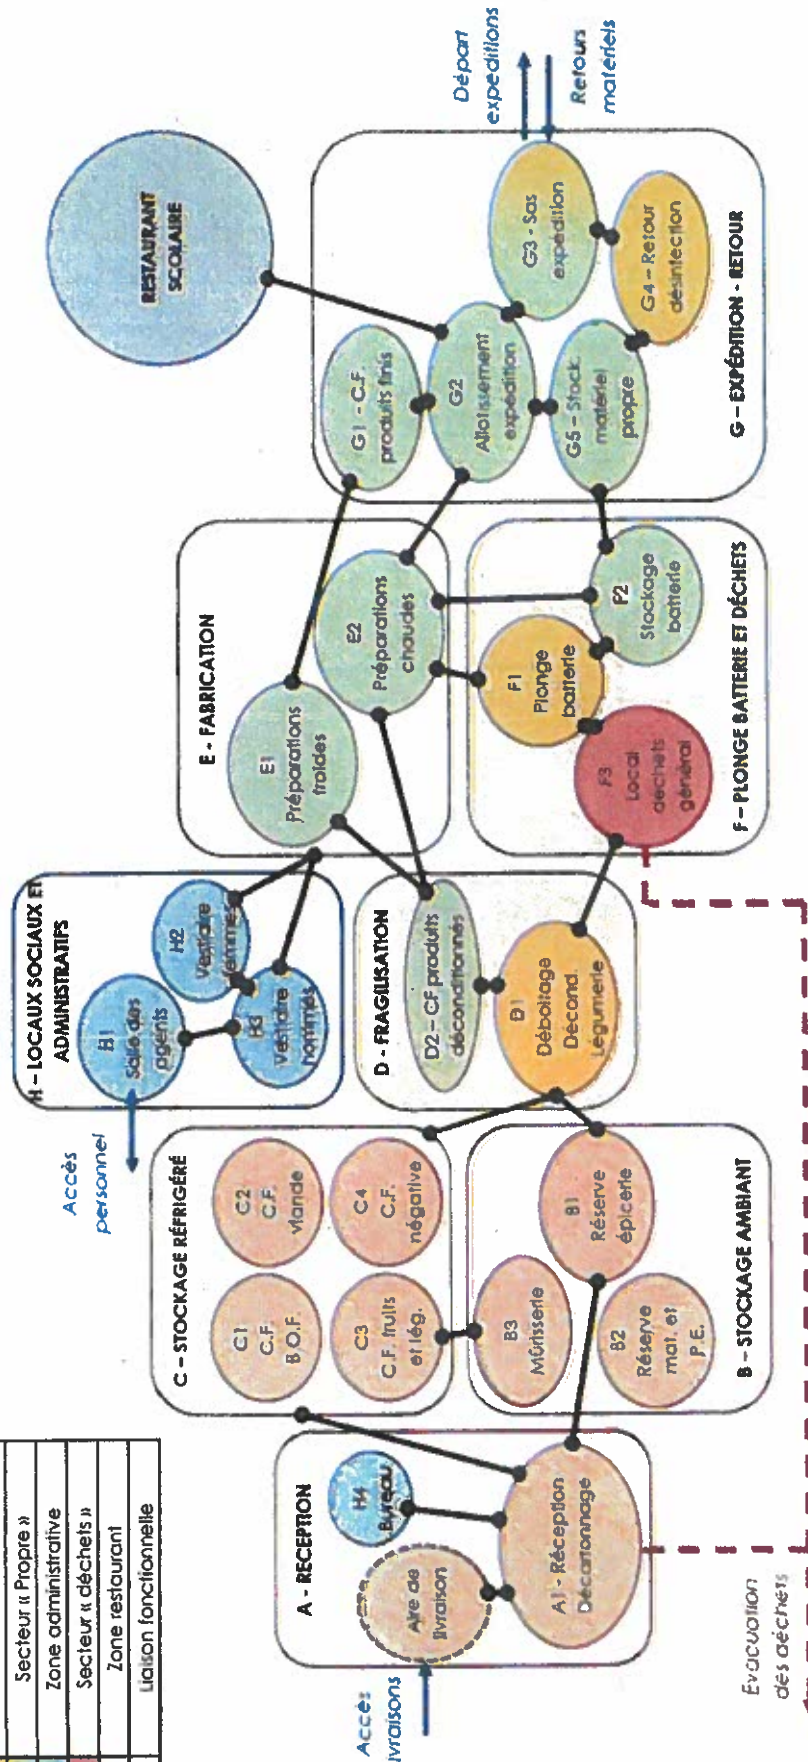 Secteur « Propre »
Zone administrative
Secteur « déchets »
Zone restaurant
Liaison fonctionnelle
Accès
livraisons
A - RECEPTION
Aire de
livraison
H4
Bureau
A1 - Réception
Décartonnage
Evacuation
des déchets
C – STOCKAGE RÉFRIGÉRÉ
C1
C.F.
B.O.F.
C2
C.F.
viande
C3
C.F. fruits
et lég.
C4
C.F.
négative
B3
Mûrisserie
B1
Réserve
épicerie
B2
Réserve
mat. et
P.E.
B – STOCKAGE AMBIANT
Accès
personnel
H – LOCAUX SOCIAUX ET
ADMINISTRATIFS
Salle des
agents
H2
Vestiaire
femmes
H3
Vestiaire
hommes
D - FRAGILISATION
D2 – CF produits
déconditionnés
D1
Déboîtage
Décond.
Légumerie
E - FABRICATION
E1
Préparations
froides
E2
Préparations
chaudes
F1
Plonge
batterie
F2
Stockage
batterie
F3
Local
déchets
général
F – PLONGE BATTERIE ET DÉCHETS
RESTAURANT
SCOLAIRE
G1 - C.F
produits finis
G2
Allotissement
expédition
G3 - Sas
expédition
G5 – Stock.
matériel
propre
G4 – Retour
désinfection
G – EXPÉDITION - RETOUR
Départ
expéditions
Retours
matériels